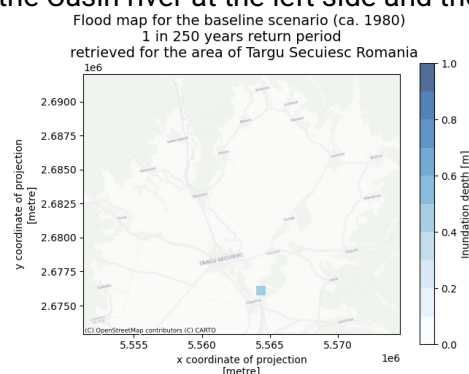 the Casin river at the left side and the
Flood map for the baseline scenario (ca. 1980)
1 in 250 years return period
retrieved for the area of Targu Secuiesc Romania
1e6
2.6900
2.6875
2.6850
2.6825
2.6800
2.6775
2.6750
y coordinate of projection
[metre]
TÂRGU SECUIESC
(C) OpenStreetMap contributors (C) CARTO
5.555
5.560
5.565
5.570
1e6
x coordinate of projection
[metre]
1.0
0.8
0.6
0.4
0.2
0.0
Inundation depth [m]